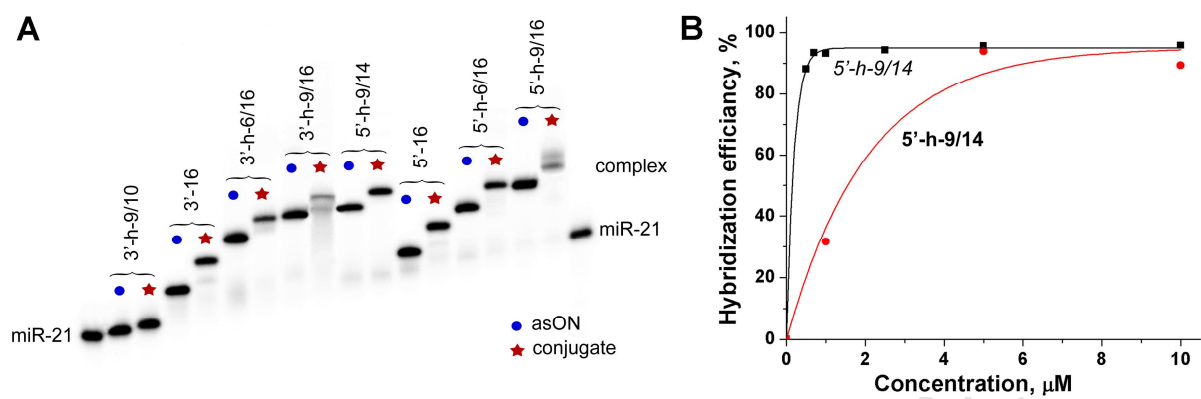 A
3'-h-9/10
3'-16
3'-h-6/16
3'-h-9/16
5'-h-9/14
5'-16
5'-h-6/16
5'-h-9/16
complex
miR-21
miR-21
asON
conjugate
B
Hybridization efficiancy, %
100
80
60
40
20
0
5'-h-9/14
5'-h-9/14
0 2 4 6 8 10
Concentration, μM